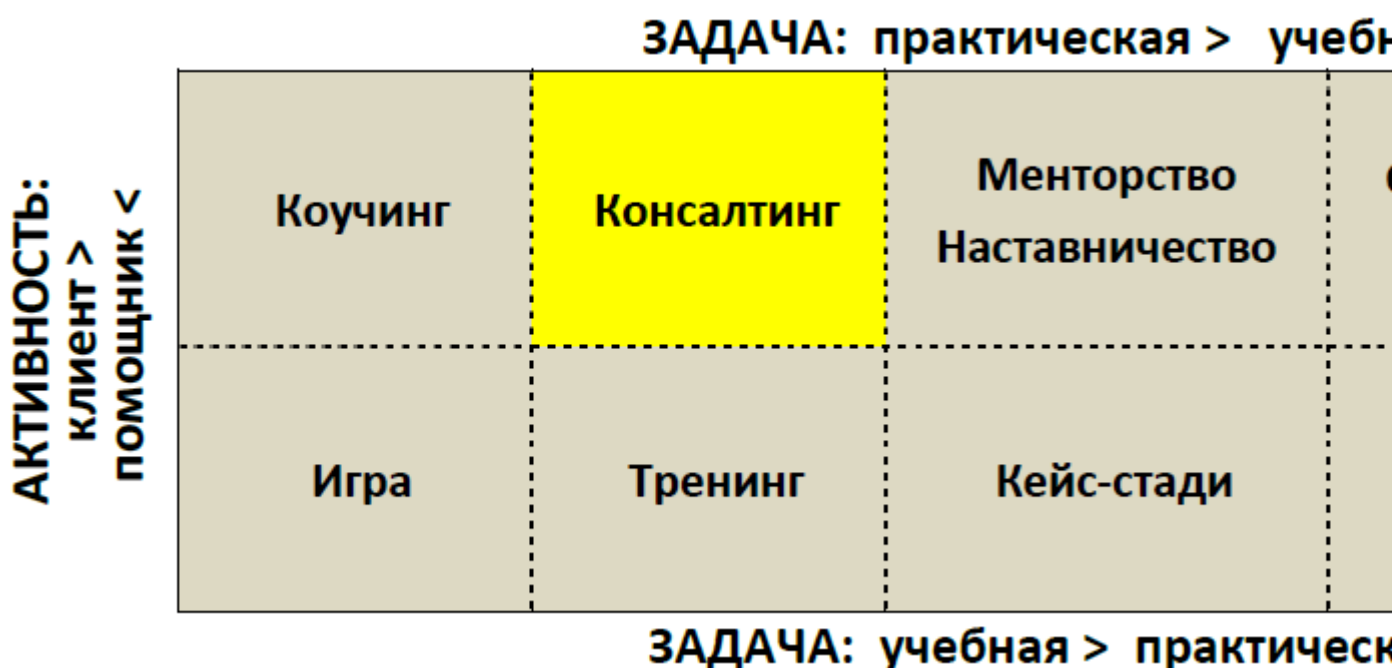 ЗАДАЧА: практическая >
АКТИВНОСТЬ:
клиент >
помощник <
Коучинг
Консалтинг
Менторство
Наставничество
Игра
Тренинг
Кейс-стади
ЗАДАЧА: учебная >